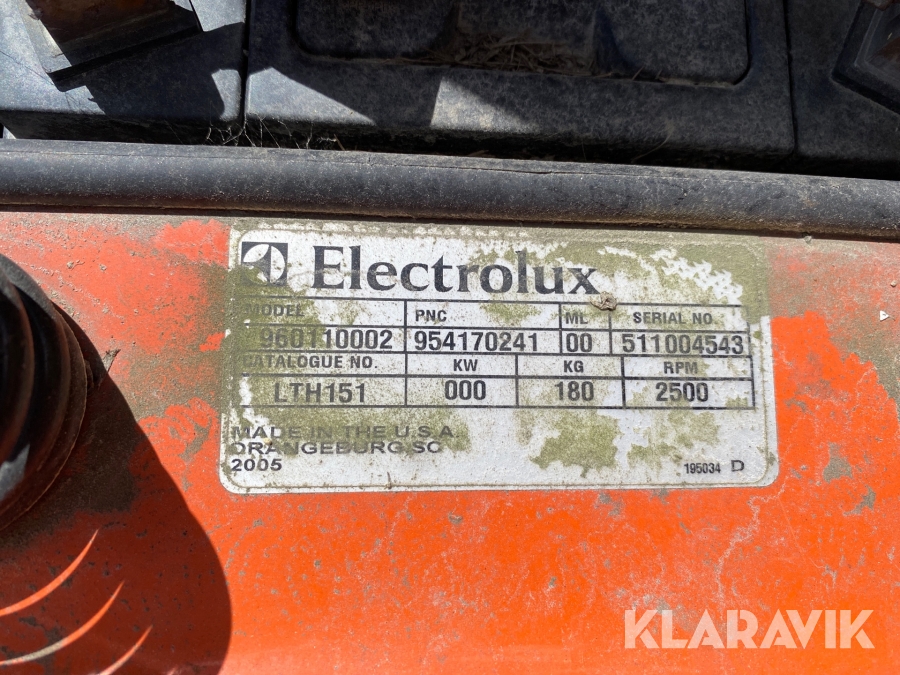 Electrolux
MODEL PNC ML SERIAL NO.
960110002 954170241 00 511004543
CATALOGUE NO. KW KG RPM
LTH151 000 180 2500
MADE IN THE U.S.A.
ORANGEBURG, SC
2005 195034 D
KLARAVIK